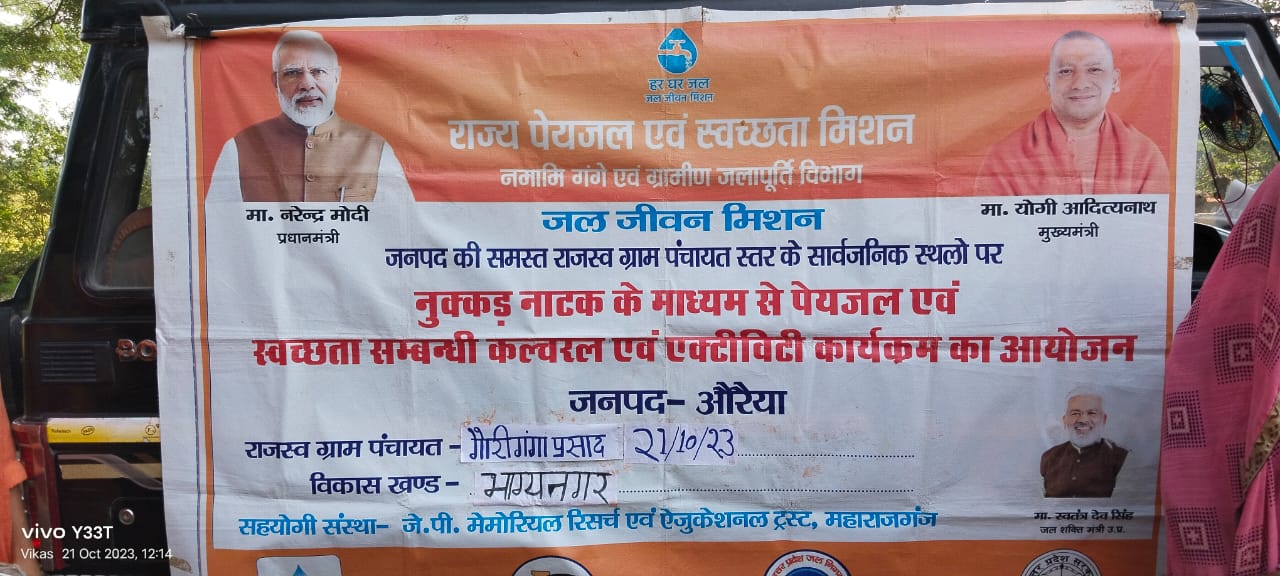 हर घर जल
जल जीवन मिशन
राज्य पेयजल एवं स्वच्छता मिशन
नमामि गंगे एवं ग्रामीण जलापूर्ति विभाग
मा. नरेन्द्र मोदी
प्रधानमंत्री
मा. योगी आदित्यनाथ
मुख्यमंत्री
जल जीवन मिशन
जनपद की समस्त राजस्व ग्राम पंचायत स्तर के सार्वजनिक स्थलो पर
नुक्कड़ नाटक के माध्यम से पेयजल एवं
स्वच्छता सम्बन्धी कल्चरल एवं एक्टीविटी कार्यक्रम का आयोजन
जनपद- औरैया
राजस्व ग्राम पंचायत - गौरीगंगा प्रसाद 21/10/23
विकास खण्ड - भाग्यनगर
मा. स्वतंत्र देव सिंह
जल शक्ति मंत्री उ.प्र.
सहयोगी संस्था- जे.पी. मेमोरियल रिसर्च एवं ऐजुकेशनल ट्रस्ट, महाराजगंज
vivo Y33T
Vikas 21 Oct 2023, 12:14